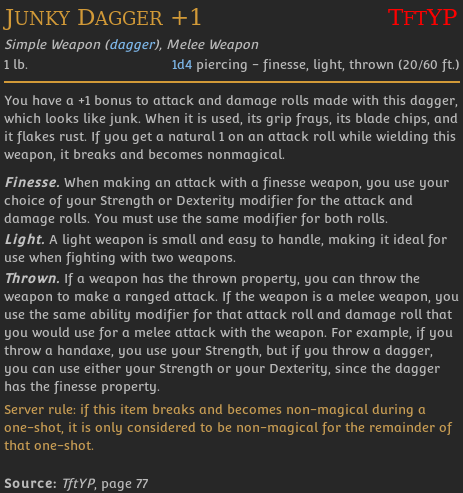 Junky Dagger +1 TftYP
Simple Weapon (dagger), Melee Weapon
1 lb. 1d4 piercing - finesse, light, thrown (20/60 ft.)
You have a +1 bonus to attack and damage rolls made with this dagger,
which looks like junk. When it is used, its grip frays, its blade chips, and
it flakes rust. If you get a natural 1 on an attack roll while wielding this
weapon, it breaks and becomes nonmagical.
Finesse. When making an attack with a finesse weapon, you use your
choice of your Strength or Dexterity modifier for the attack and
damage rolls. You must use the same modifier for both rolls.
Light. A light weapon is small and easy to handle, making it ideal for
use when fighting with two weapons.
Thrown. If a weapon has the thrown property, you can throw the
weapon to make a ranged attack. If the weapon is a melee weapon, you
use the same ability modifier for that attack roll and damage roll that
you would use for a melee attack with the weapon. For example, if you
throw a handaxe, you use your Strength, but if you throw a dagger,
you can use either your Strength or your Dexterity, since the dagger
has the finesse property.
Server rule: if this item breaks and becomes non-magical during a
one-shot, it is only considered to be non-magical for the remainder of
that one-shot.
Source: TftYP, page 77